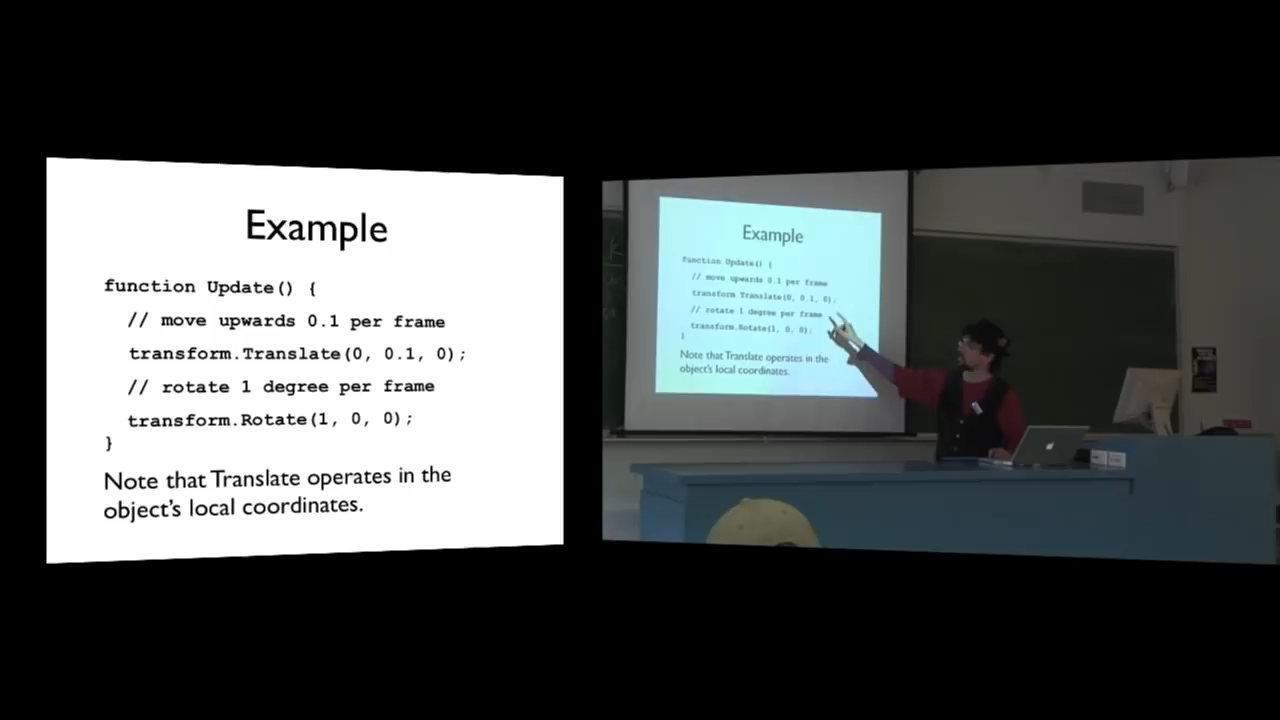 Example
function Update() {
// move upwards 0.1 per frame
transform.Translate(0, 0.1, 0);
// rotate 1 degree per frame
transform.Rotate(1, 0, 0);
}
Note that Translate operates in the
object's local coordinates.
Example
function Update() {
// move upwards 0.1 per frame
transform.Translate(0, 0.1, 0);
// rotate 1 degree per frame
transform.Rotate(1, 0, 0);
}
Note that Translate operates in the
object's local coordinates.